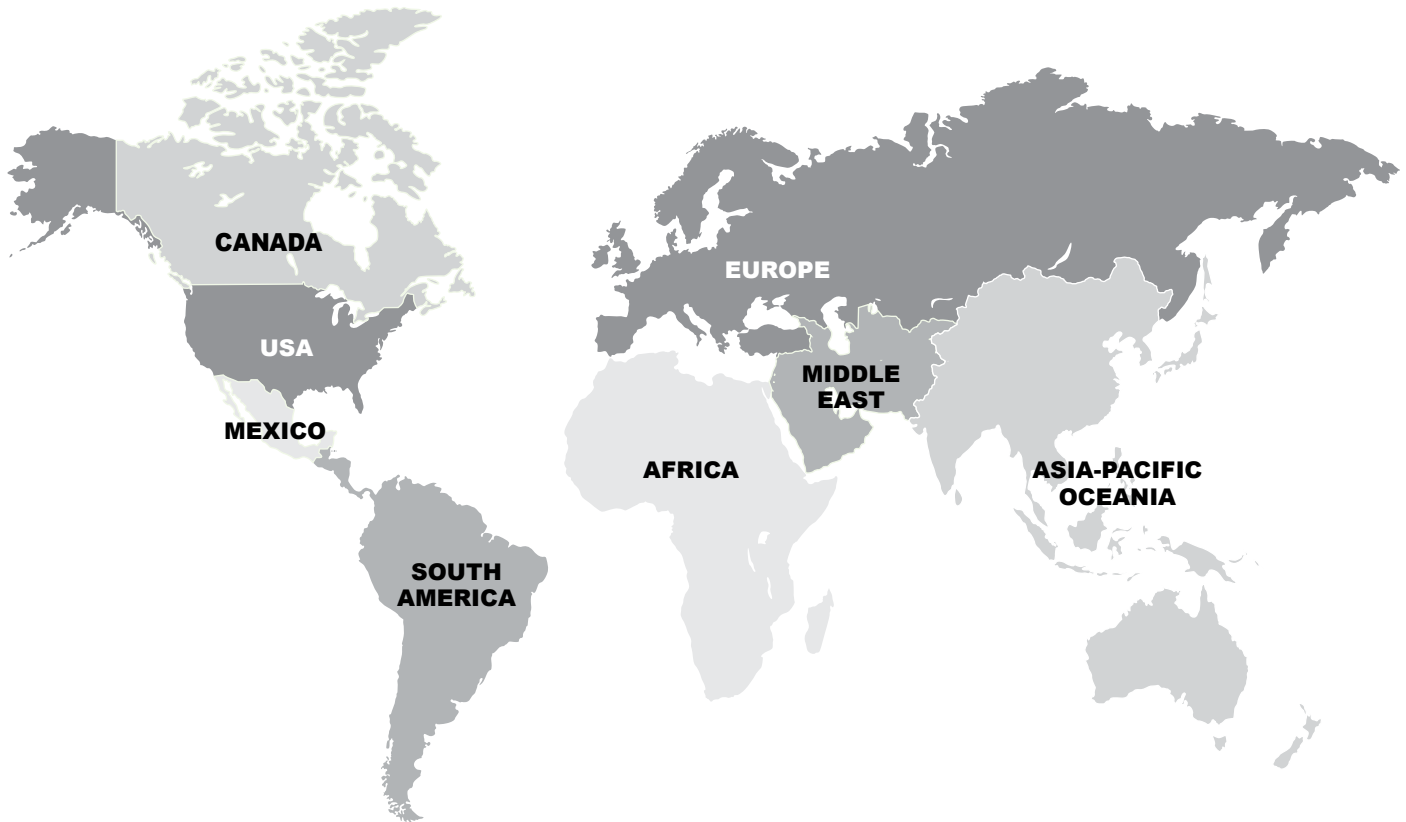 CANADA
USA
MEXICO
SOUTH
AMERICA
EUROPE
MIDDLE
EAST
AFRICA
ASIA-PACIFIC
OCEANIA